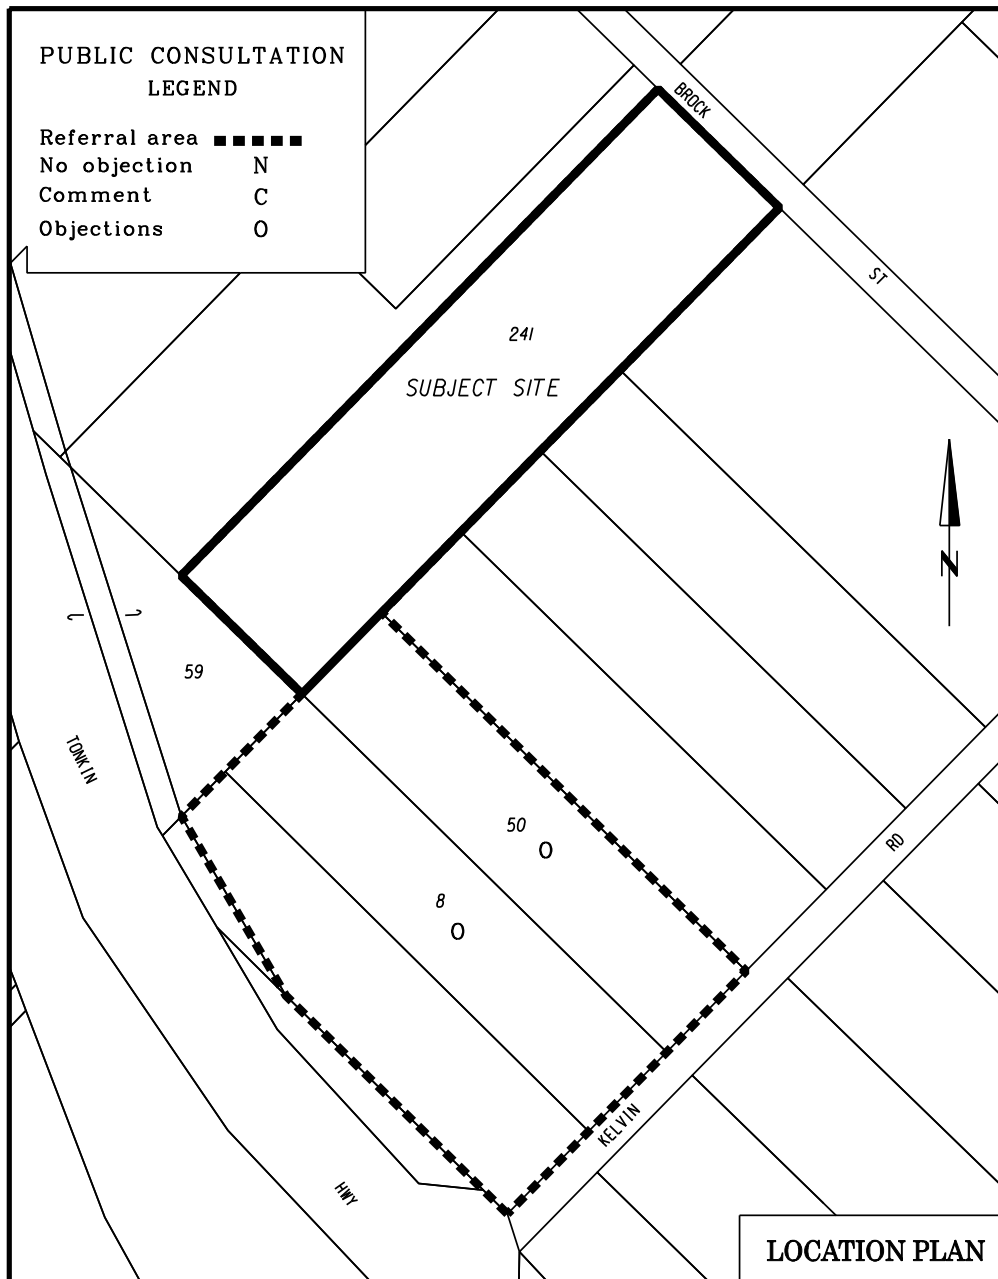 PUBLIC CONSULTATION
LEGEND
Referral area
No objection N
Comment C
Objections O
BROCK
ST
241
SUBJECT SITE
N
59
TONKIN
50
O
8
O
RD
KELVIN
HWY
LOCATION PLAN